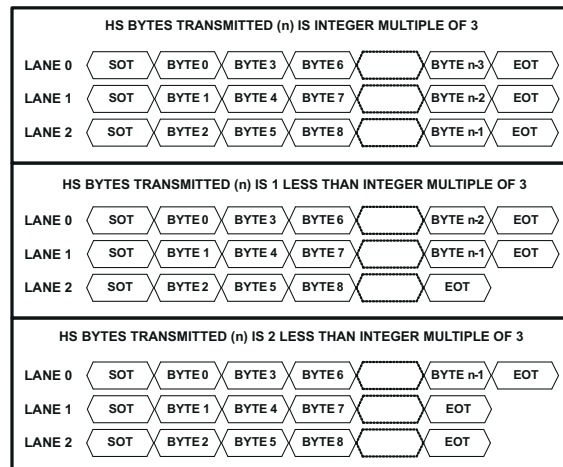 HS BYTES TRANSMITTED (n) IS INTEGER MULTIPLE OF 3
LANE 0 SOT BYTE 0 BYTE 3 BYTE 6 BYTE n-3 EOT
LANE 1 SOT BYTE 1 BYTE 4 BYTE 7 BYTE n-2 EOT
LANE 2 SOT BYTE 2 BYTE 5 BYTE 8 BYTE n-1 EOT
HS BYTES TRANSMITTED (n) IS 1 LESS THAN INTEGER MULTIPLE OF 3
LANE 0 SOT BYTE 0 BYTE 3 BYTE 6 BYTE n-2 EOT
LANE 1 SOT BYTE 1 BYTE 4 BYTE 7 BYTE n-1 EOT
LANE 2 SOT BYTE 2 BYTE 5 BYTE 8 EOT
HS BYTES TRANSMITTED (n) IS 2 LESS THAN INTEGER MULTIPLE OF 3
LANE 0 SOT BYTE 0 BYTE 3 BYTE 6 BYTE n-1 EOT
LANE 1 SOT BYTE 1 BYTE 4 BYTE 7 EOT
LANE 2 SOT BYTE 2 BYTE 5 BYTE 8 EOT